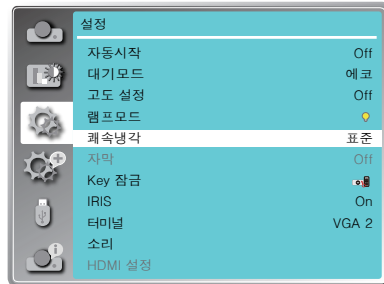 설정
자동시작 Off
대기모드 에코
고도 설정 Off
램프모드
쾌속냉각 표준
자막 Off
Key 잠금
IRIS On
터미널 VGA 2
소리
HDMI 설정